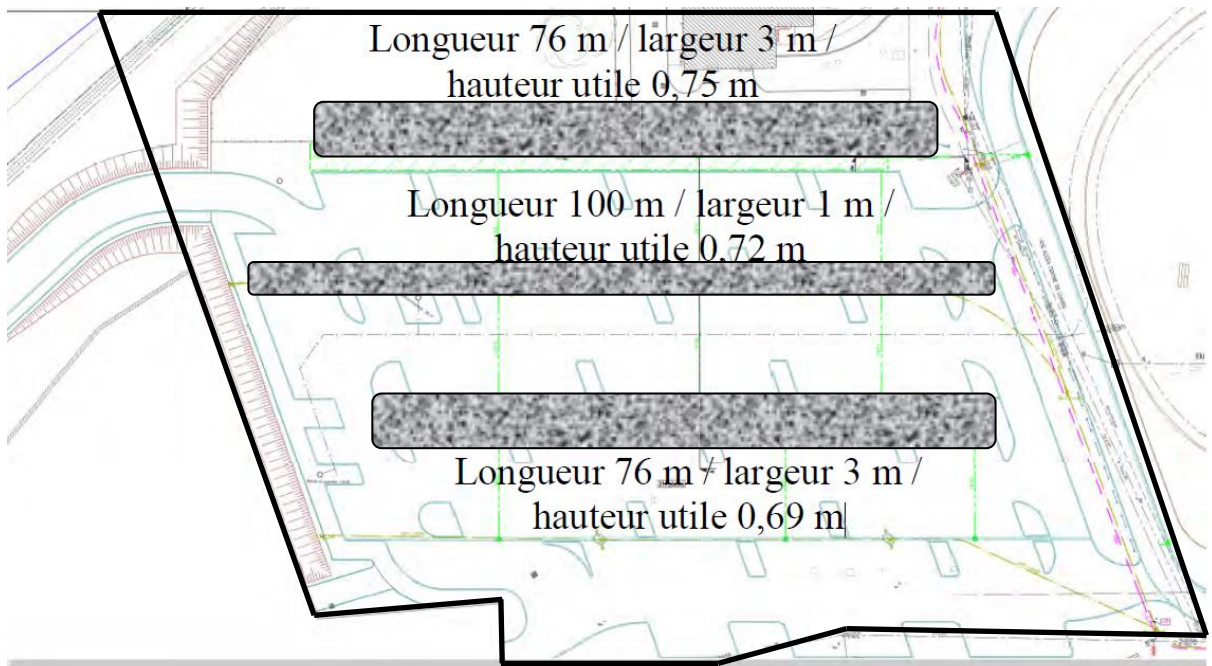 Longueur 76 m / largeur 3 m /
hauteur utile 0,75 m
Longueur 100 m / largeur 1 m /
hauteur utile 0,72 m
Longueur 76 m / largeur 3 m /
hauteur utile 0,69 m